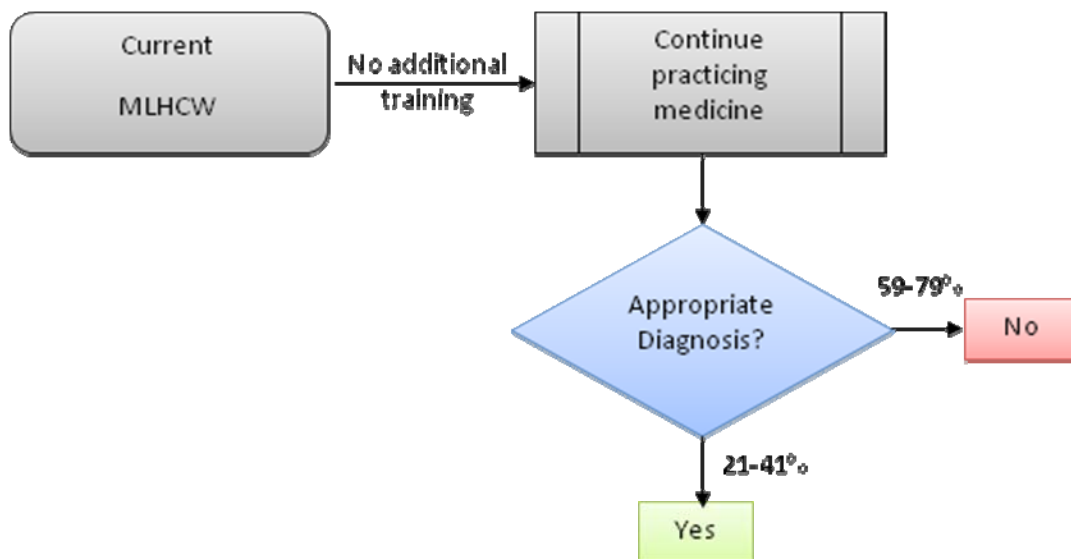 Current
MLHCW
No additional
training
Continue
practicing
medicine
Appropriate
Diagnosis?
59-79%
No
21-41%
Yes